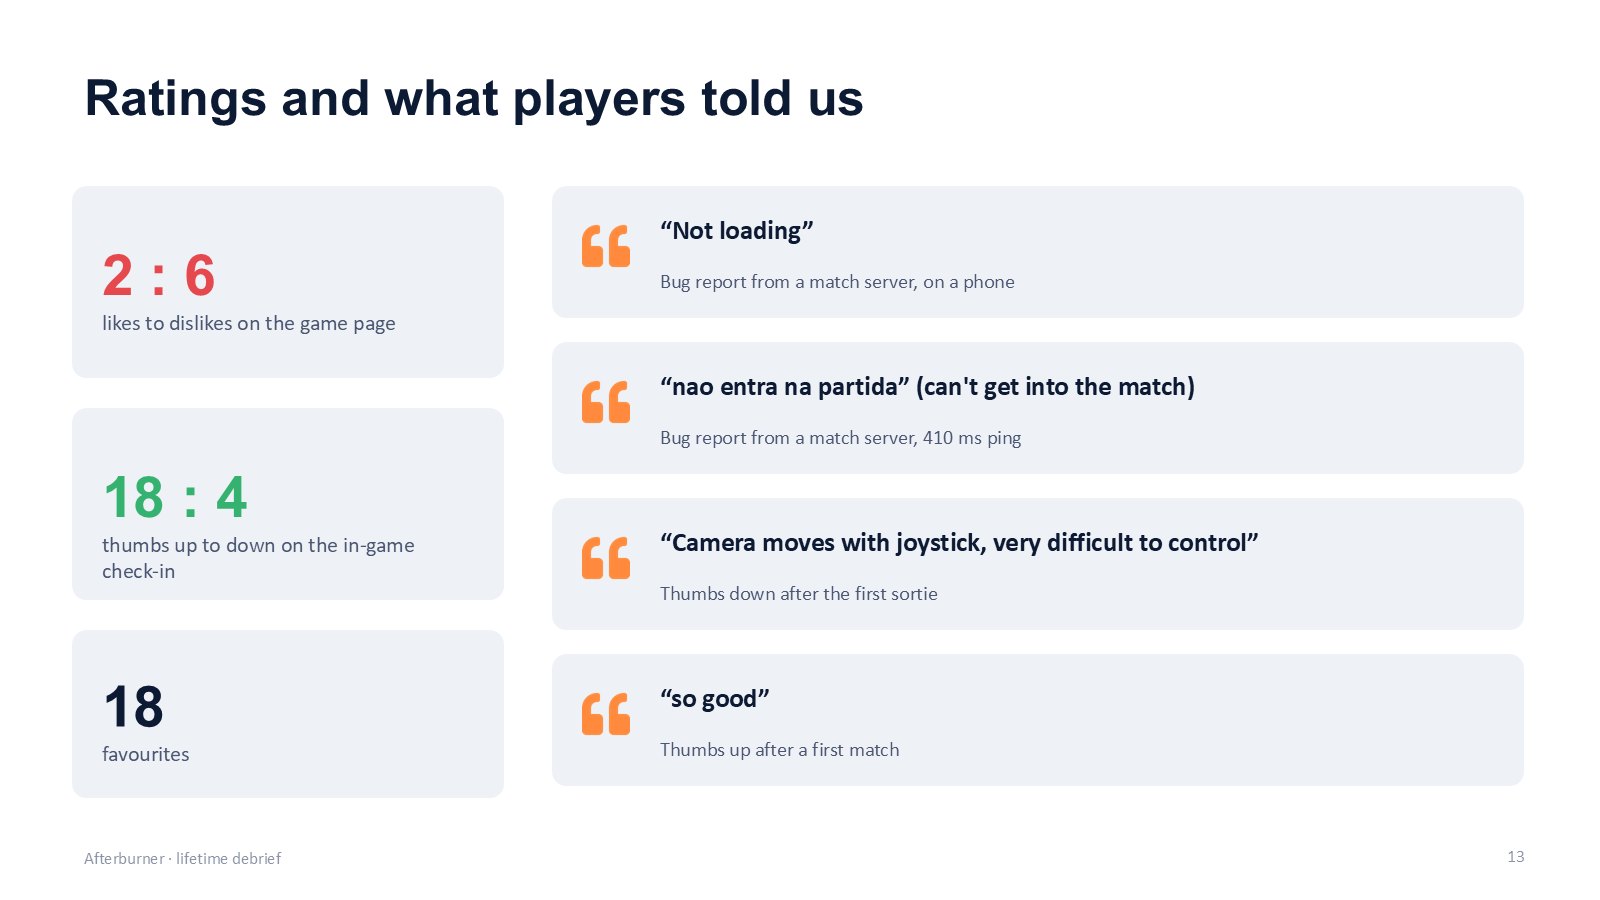 Ratings and what players told us
2 : 6
likes to dislikes on the game page
18 : 4
thumbs up to down on the in-game
check-in
18
favourites
“Not loading”
Bug report from a match server, on a phone
“nao entra na partida” (can't get into the match)
Bug report from a match server, 410 ms ping
“Camera moves with joystick, very difficult to control”
Thumbs down after the first sortie
“so good”
Thumbs up after a first match
Afterburner · lifetime debrief
13